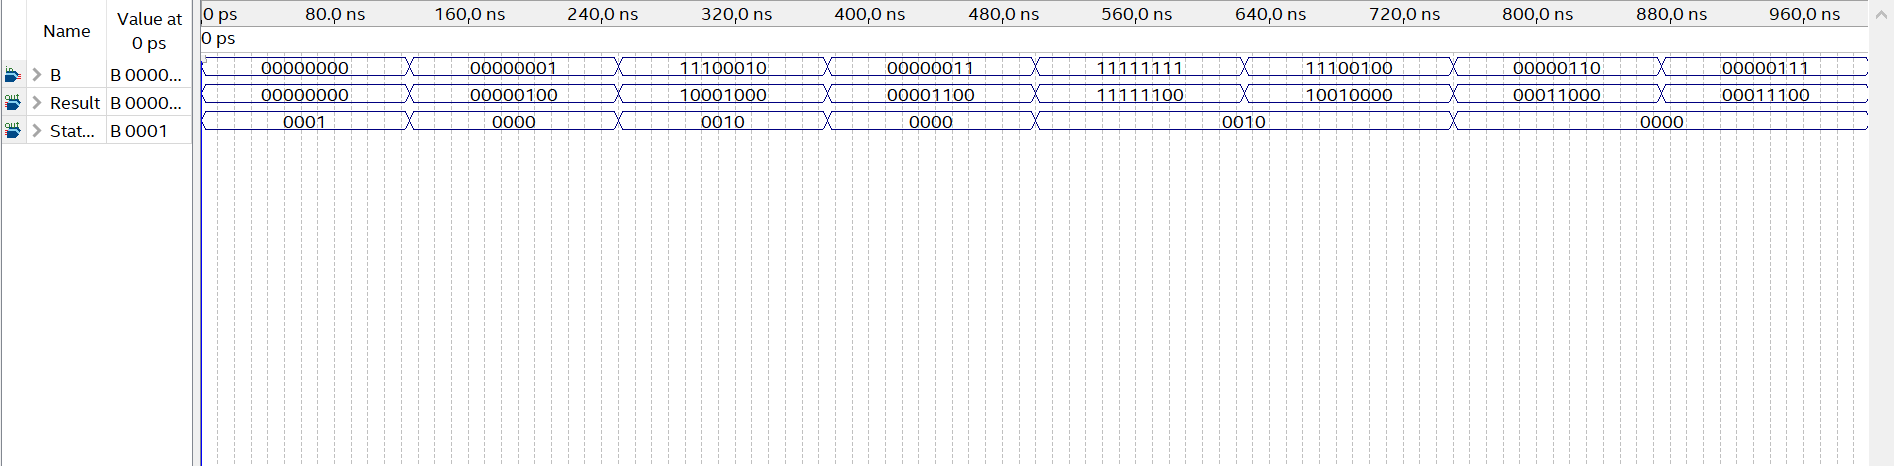 Name Value at 0 ps
0 ps 80.0 ns 160,0 ns 240,0 ns 320,0 ns 400,0 ns 480,0 ns 560,0 ns 640,0 ns 720,0 ns 800,0 ns 880,0 ns 960,0 ns
0 ps
B B 0000... 00000000 00000001 11100010 00000011 11111111 11100100 00000110 00000111
Result B 0000... 00000000 00000100 10001000 00001100 11111100 10010000 00011000 00011100
Stat... B 0001 0001 0000 0010 0000 0010 0000